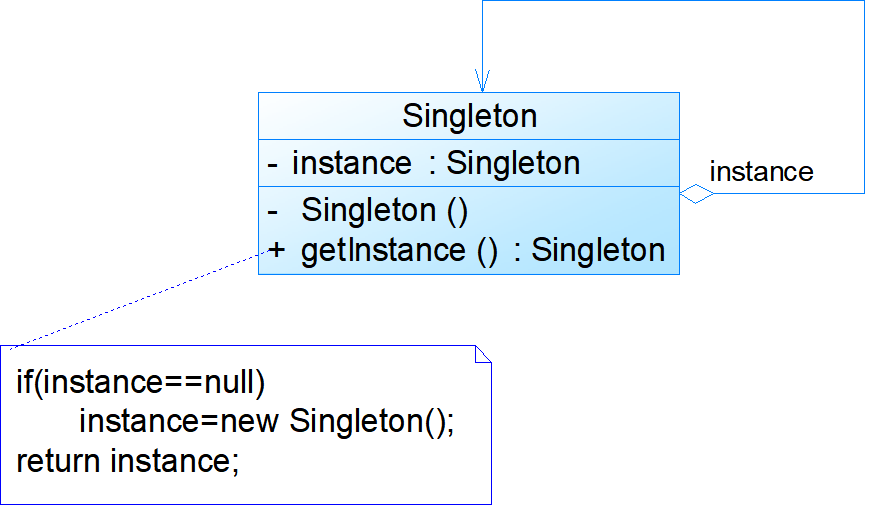 Singleton
- instance : Singleton
instance
- Singleton ()
+ getInstance () : Singleton
if(instance==null)
instance=new Singleton();
return instance;